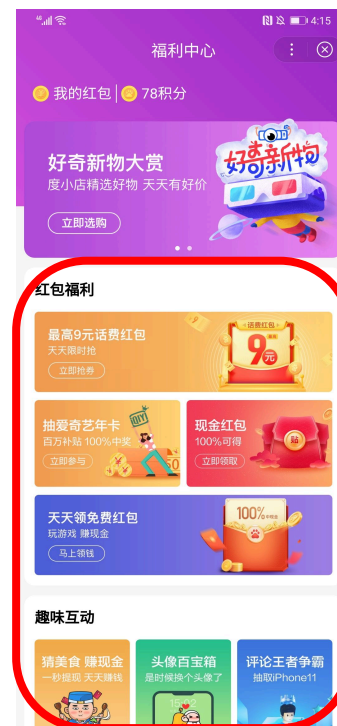 4G
4:15
福利中心
我的红包
78积分
好奇新物大赏
度小店精选好物 天天有好价
立即选购
好奇新物
红包福利
最高9元话费红包
天天限时抢
立即抢券
话费红包
9元
抽爱奇艺年卡
百万补贴 100%中奖
立即参与
QIY
现金红包
100%可得
立即领取
贴
天天领免费红包
玩游戏 赚现金
马上领钱
100%
趣味互动
猜美食 赚现金
一秒提现 天天赚钱
头像百宝箱
是时候换个头像了
15:02
评论王者争霸
抽取iPhone11